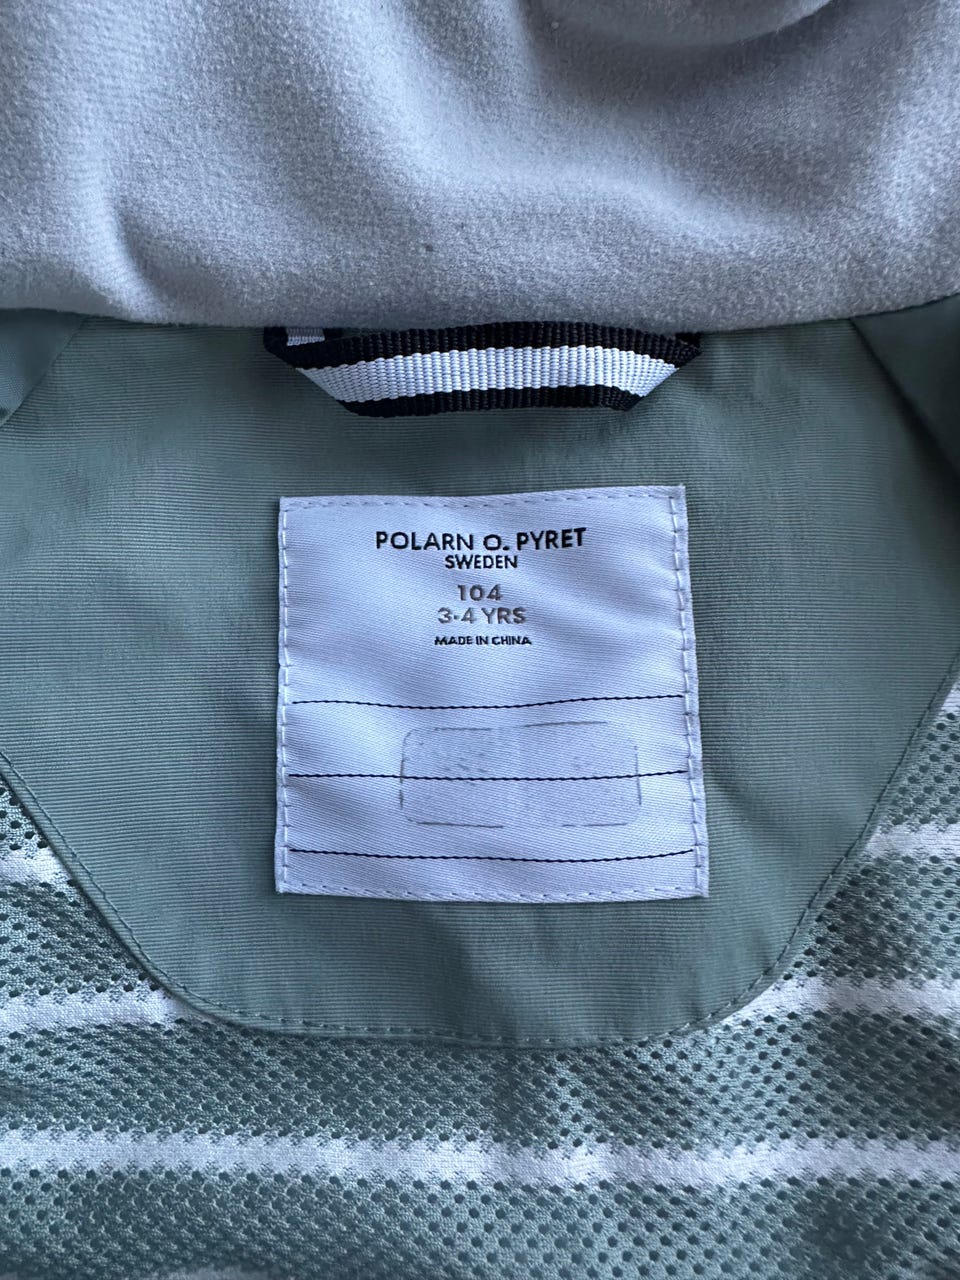 POLARN O. PYRET
SWEDEN
104
3-4 YRS
MADE IN CHINA